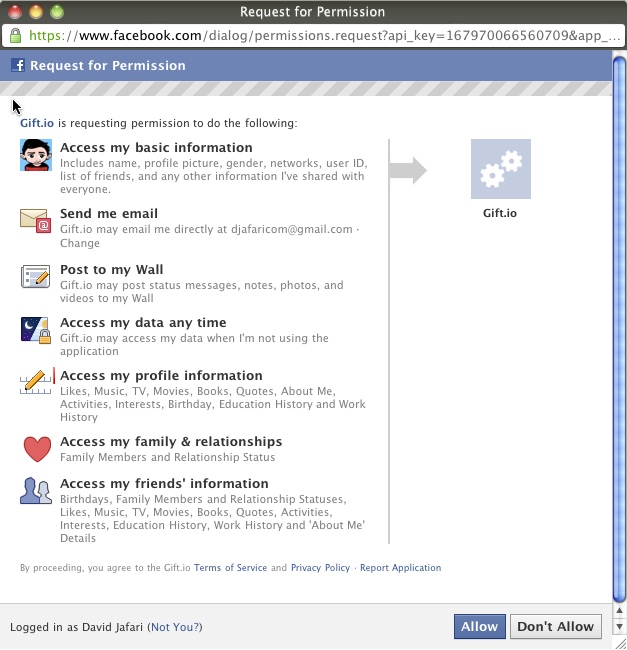 Request for Permission
https://www.facebook.com/dialog/permissions.request?api_key=167970066560709&app_...
f Request for Permission
Gift.io is requesting permission to do the following:
Access my basic information
Includes name, profile picture, gender, networks, user ID,
list of friends, and any other information I've shared with
everyone.
Send me email
Gift.io may email me directly at djafaricom@gmail.com ·
Change
Post to my Wall
Gift.io may post status messages, notes, photos, and
videos to my Wall
Access my data any time
Gift.io may access my data when I'm not using the
application
Access my profile information
Likes, Music, TV, Movies, Books, Quotes, About Me,
Activities, Interests, Birthday, Education History and Work
History
Access my family & relationships
Family Members and Relationship Status
Access my friends' information
Birthdays, Family Members and Relationship Statuses,
Likes, Music, TV, Movies, Books, Quotes, Activities,
Interests, Education History, Work History and 'About Me'
Details
Gift.io
By proceeding, you agree to the Gift.io Terms of Service and Privacy Policy · Report Application
Logged in as David Jafari (Not You?)
Allow
Don't Allow